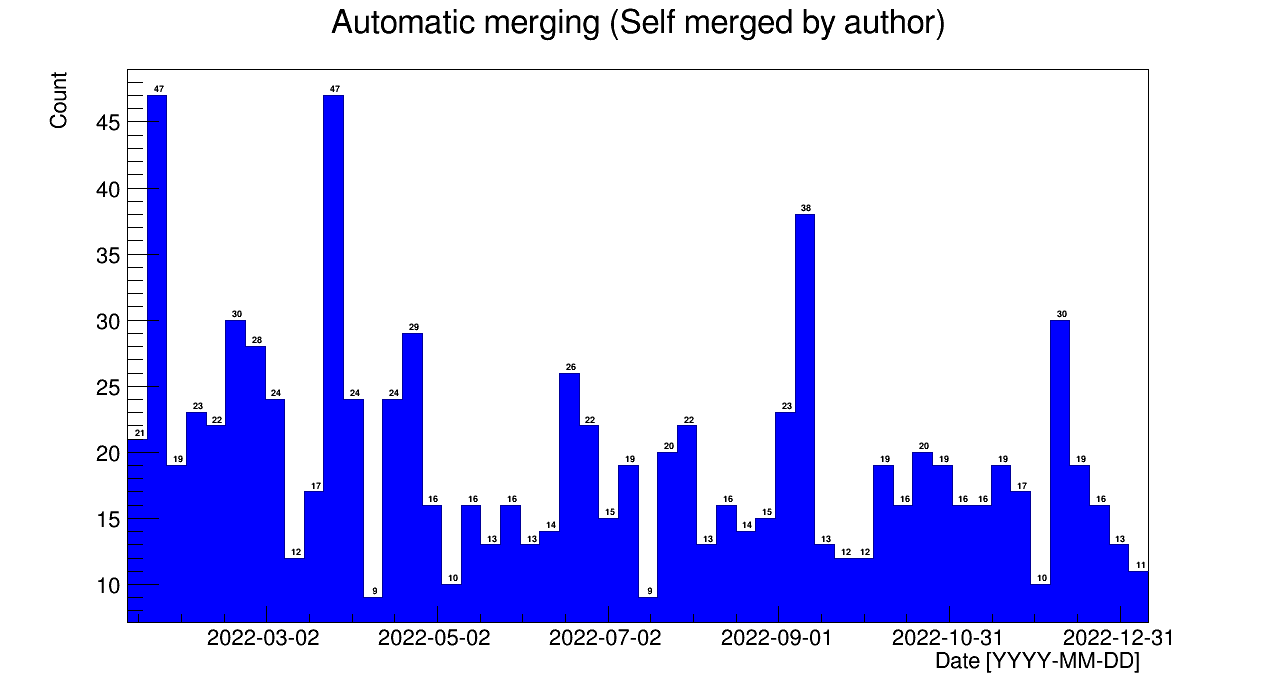 Automatic merging (Self merged by author)
Count
47 47
45
40
38
35
30 30 30
29
28
26
25
24 24 24
23 23
22 22 22
21
20 20 20
19 19 19 19 19 19
17 17
16 16 16 16 16 16 16 16
15 15 15
14 14
13 13 13 13 13
12 12 12
11
10 10 10
9 9
2022-03-02 2022-05-02 2022-07-02 2022-09-01 2022-10-31 2022-12-31
Date [YYYY-MM-DD]